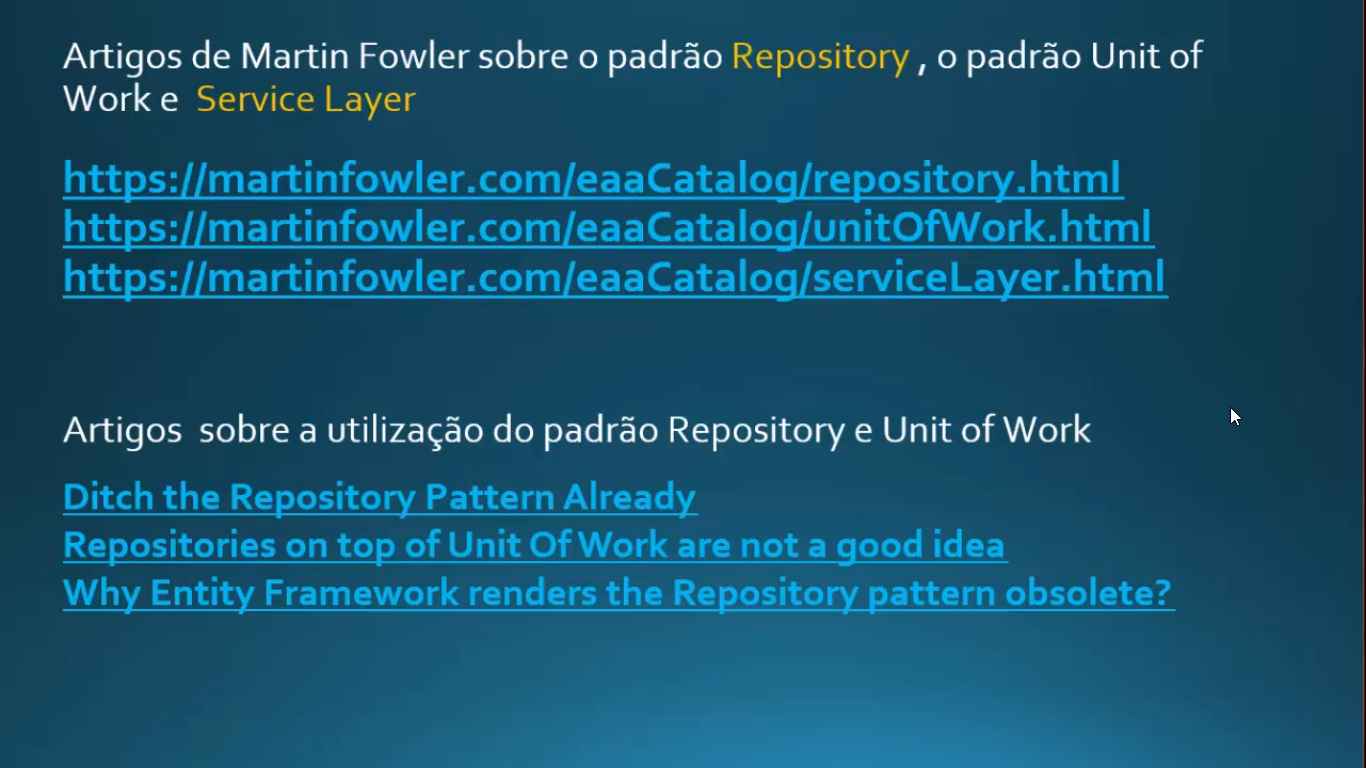 Artigos de Martin Fowler sobre o padrão Repository , o padrão Unit of
Work e Service Layer
https://martinfowler.com/eaaCatalog/repository.html
https://martinfowler.com/eaaCatalog/unitOfWork.html
https://martinfowler.com/eaaCatalog/serviceLayer.html
Artigos sobre a utilização do padrão Repository e Unit of Work
Ditch the Repository Pattern Already
Repositories on top of Unit Of Work are not a good idea
Why Entity Framework renders the Repository pattern obsolete?